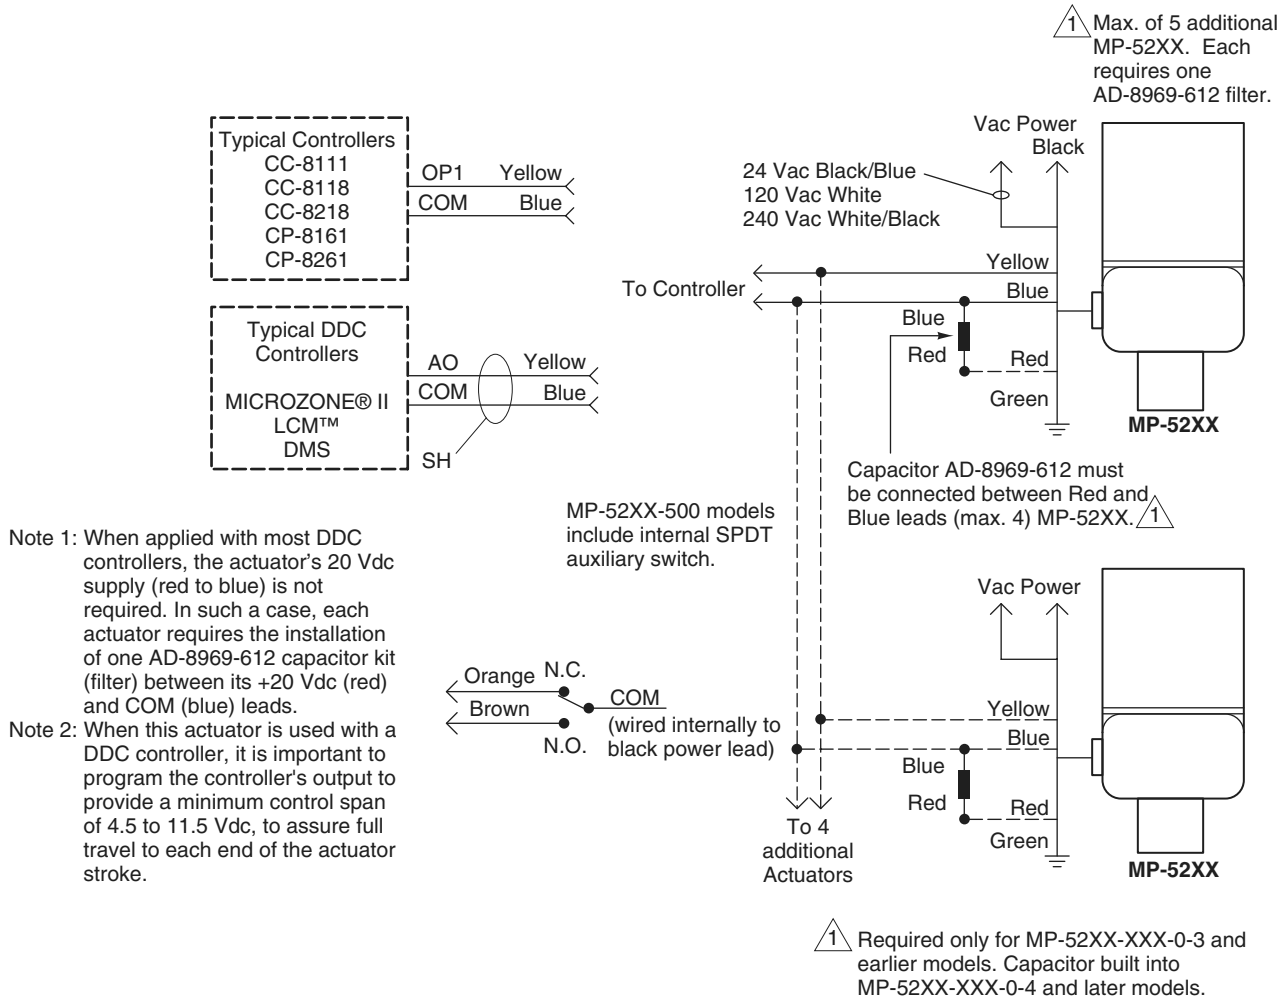 1 Max. of 5 additional
MP-52XX. Each
requires one
AD-8969-612 filter.
Typical Controllers
CC-8111
CC-8118
CC-8218
CP-8161
CP-8261
OP1 Yellow
COM Blue
Vac Power
Black
24 Vac Black/Blue
120 Vac White
240 Vac White/Black
To Controller
Yellow
Blue
Blue
Red
Red
Green
MP-52XX
Typical DDC
Controllers
MICROZONE® II
LCM™
DMS
AO Yellow
COM Blue
SH
Capacitor AD-8969-612 must
be connected between Red and
Blue leads (max. 4) MP-52XX. 1
MP-52XX-500 models
include internal SPDT
auxiliary switch.
Note 1: When applied with most DDC
controllers, the actuator's 20 Vdc
supply (red to blue) is not
required. In such a case, each
actuator requires the installation
of one AD-8969-612 capacitor kit
(filter) between its +20 Vdc (red)
and COM (blue) leads.
Note 2: When this actuator is used with a
DDC controller, it is important to
program the controller's output to
provide a minimum control span
of 4.5 to 11.5 Vdc, to assure full
travel to each end of the actuator
stroke.
Orange N.C.
Brown
N.O.
COM
(wired internally to
black power lead)
Vac Power
Yellow
Blue
Blue
Red
Red
Green
MP-52XX
To 4
additional
Actuators
1 Required only for MP-52XX-XXX-0-3 and
earlier models. Capacitor built into
MP-52XX-XXX-0-4 and later models.